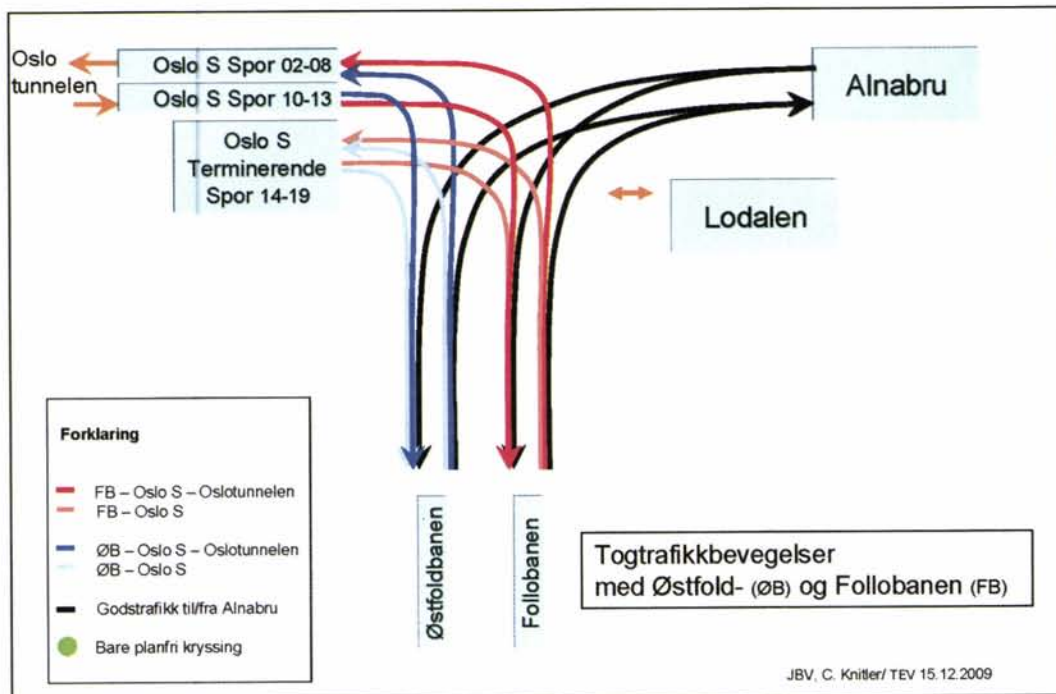 Oslo
tunnelen
Oslo S Spor 02-08
Oslo S Spor 10-13
Oslo S
Terminerende
Spor 14-19
Alnabru
Lodalen
Forklaring
FB – Oslo S – Oslotunnelen
FB – Oslo S
ØB – Oslo S – Oslotunnelen
ØB – Oslo S
Godstrafikk til/fra Alnabru
Bare planfri kryssing
Østfoldbanen
Follobanen
Togtrafikkbevegelser
med Østfold- (ØB) og Follobanen (FB)
JBV, C. Knitler/ TEV 15.12.2009